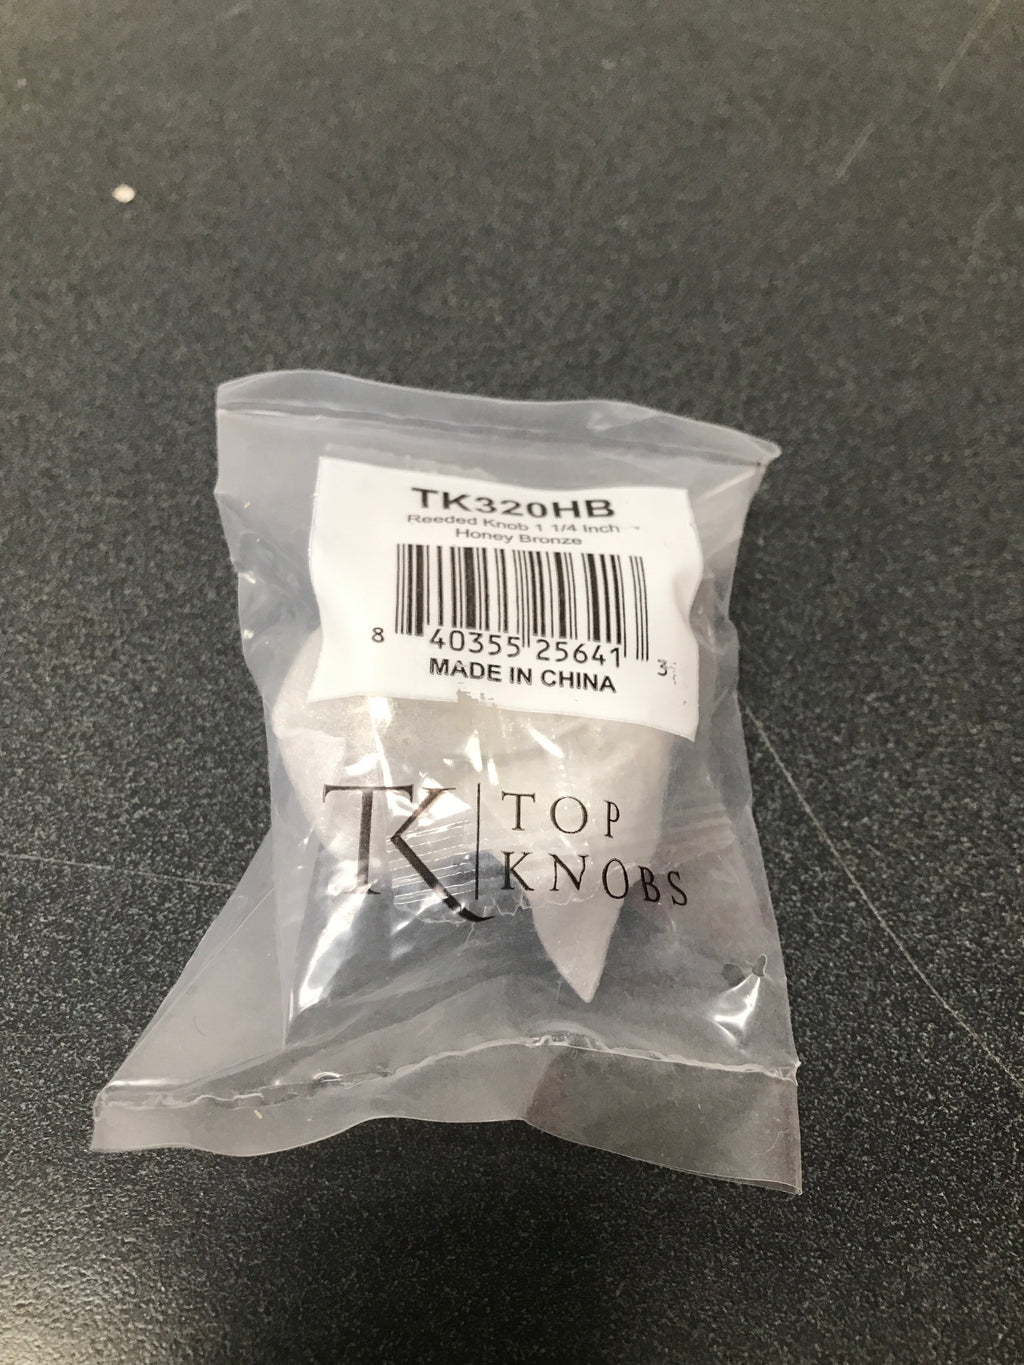 TK320HB
Reeded Knob 1 1/4 Inch
Honey Bronze
8 40355 25641 3
MADE IN CHINA
TK TOP
KNOBS